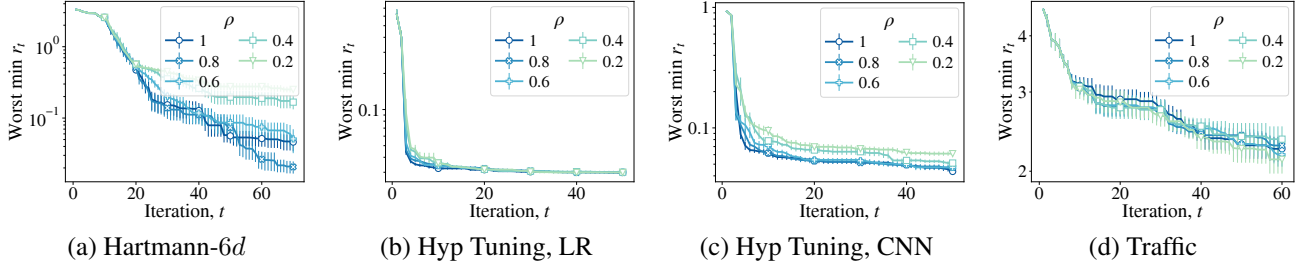 Worst min r_t
10^0
10^{-1}
ρ
1
0.8
0.6
0.4
0.2
0 20 40 60
Iteration, t
(a) Hartmann-6d
Worst min r_t
0.1
ρ
1
0.8
0.6
0.4
0.2
0 20 40
Iteration, t
(b) Hyp Tuning, LR
Worst min r_t
1
0.1
ρ
1
0.8
0.6
0.4
0.2
0 20 40
Iteration, t
(c) Hyp Tuning, CNN
Worst min r_t
4
3
2
ρ
1
0.8
0.6
0.4
0.2
0 20 40 60
Iteration, t
(d) Traffic